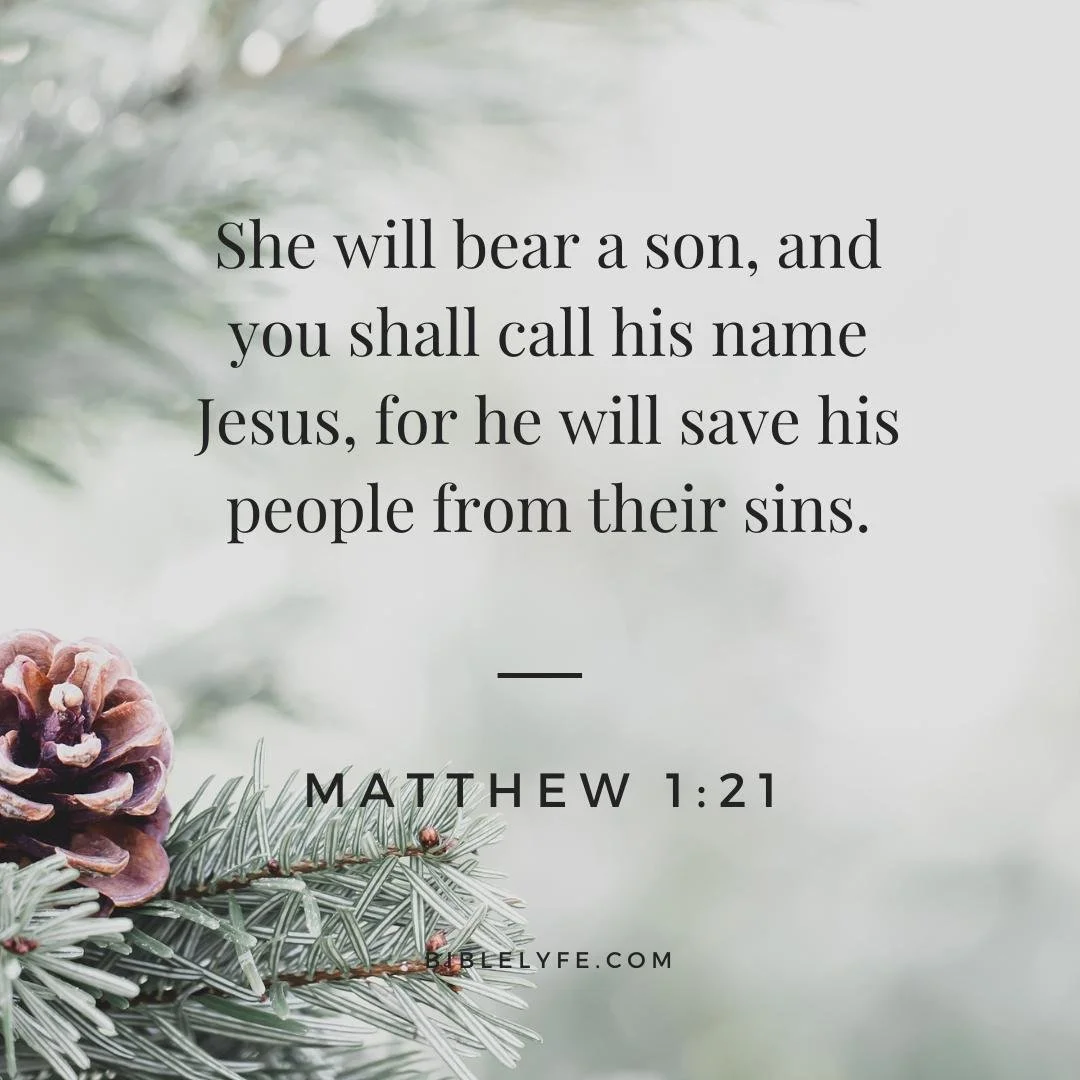 She will bear a son, and
you shall call his name
Jesus, for he will save his
people from their sins.
MATTHEW 1:21
BIBLELYFE.COM